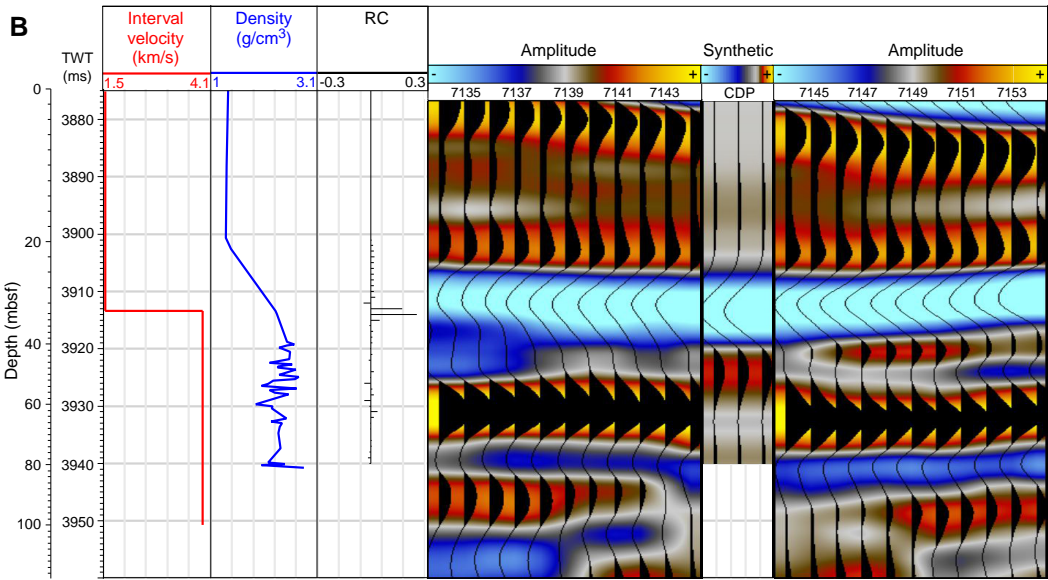 B
Interval
velocity
(km/s)
Density
(g/cm³)
RC
TWT
(ms)
1.5 4.1
1 3.1
-0.3 0.3
Amplitude
Synthetic
Amplitude
- +
- +
- +
7135 7137 7139 7141 7143
CDP
7145 7147 7149 7151 7153
Depth (mbsf)
0
20
40
60
80
100
3880
3890
3900
3910
3920
3930
3940
3950